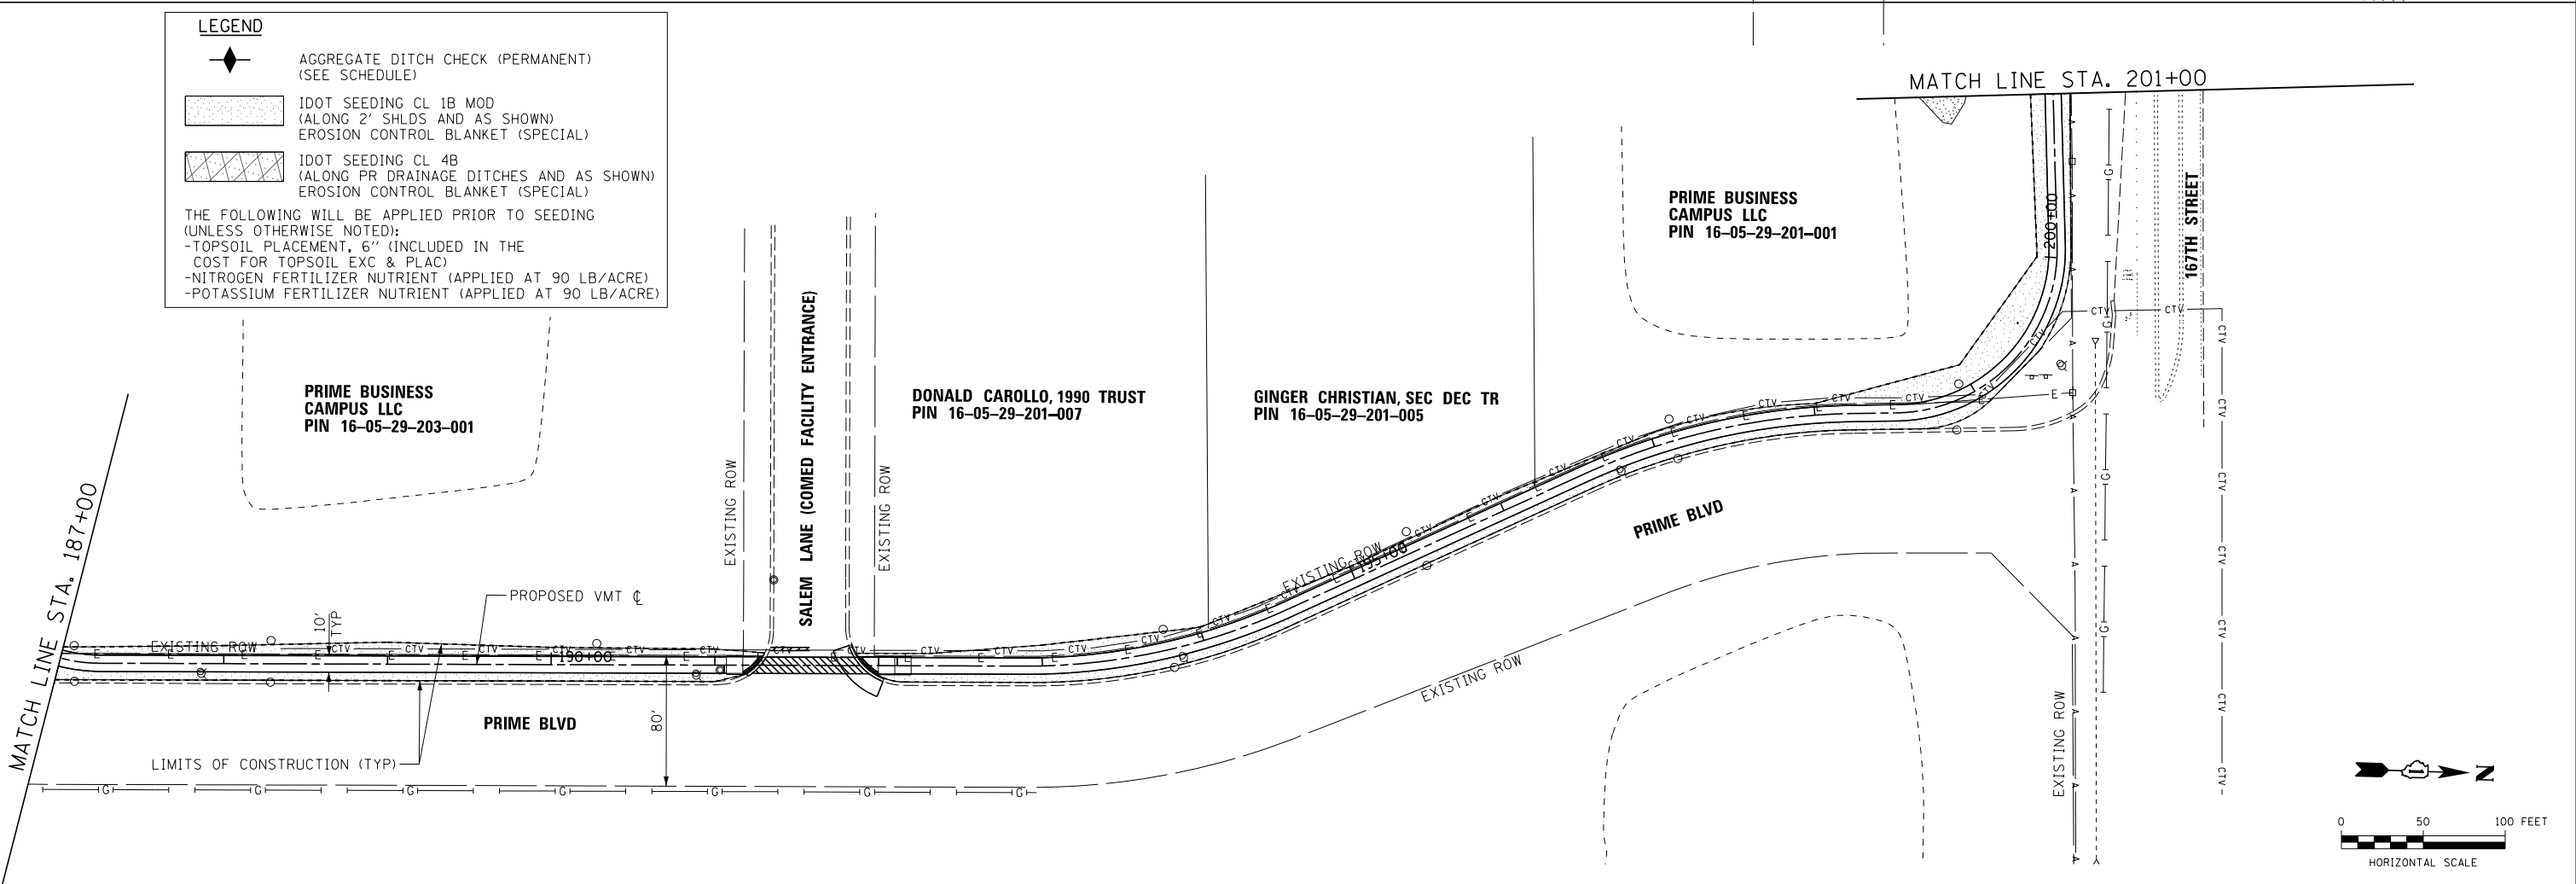 LEGEND
AGGREGATE DITCH CHECK (PERMANENT)
(SEE SCHEDULE)
IDOT SEEDING CL 1B MOD
(ALONG 2' SHLDS AND AS SHOWN)
EROSION CONTROL BLANKET (SPECIAL)
IDOT SEEDING CL 4B
(ALONG PR DRAINAGE DITCHES AND AS SHOWN)
EROSION CONTROL BLANKET (SPECIAL)
THE FOLLOWING WILL BE APPLIED PRIOR TO SEEDING
(UNLESS OTHERWISE NOTED):
-TOPSOIL PLACEMENT, 6" (INCLUDED IN THE
COST FOR TOPSOIL EXC & PLAC)
-NITROGEN FERTILIZER NUTRIENT (APPLIED AT 90 LB/ACRE)
-POTASSIUM FERTILIZER NUTRIENT (APPLIED AT 90 LB/ACRE)
MATCH LINE STA. 201+00
PRIME BUSINESS
CAMPUS LLC
PIN 16-05-29-201-001
200+00
167TH STREET
PRIME BUSINESS
CAMPUS LLC
PIN 16-05-29-203-001
SALEM LANE (COMED FACILITY ENTRANCE)
EXISTING ROW
EXISTING ROW
DONALD CAROLLO, 1990 TRUST
PIN 16-05-29-201-007
GINGER CHRISTIAN, SEC DEC TR
PIN 16-05-29-201-005
MATCH LINE STA. 187+00
EXISTING ROW
10'
TYP
PROPOSED VMT ℄
190+00
EXISTING ROW
195+00
PRIME BLVD
PRIME BLVD
80'
LIMITS OF CONSTRUCTION (TYP)
EXISTING ROW
EXISTING ROW
CTV
E
G
A
N
0 50 100 FEET
HORIZONTAL SCALE